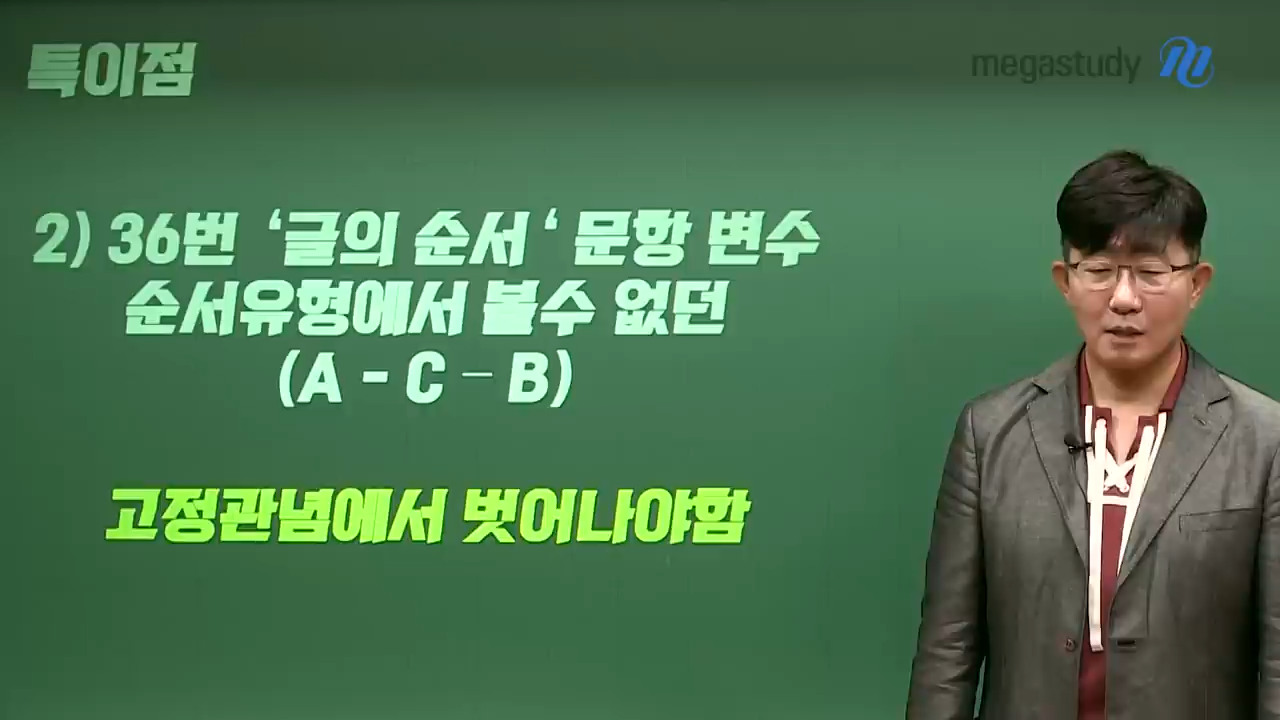 특이점
megastudy
2) 36번 ‘글의 순서 ‘ 문항 변수
순서유형에서 볼수 없던
(A - C – B)
고정관념에서 벗어나야함